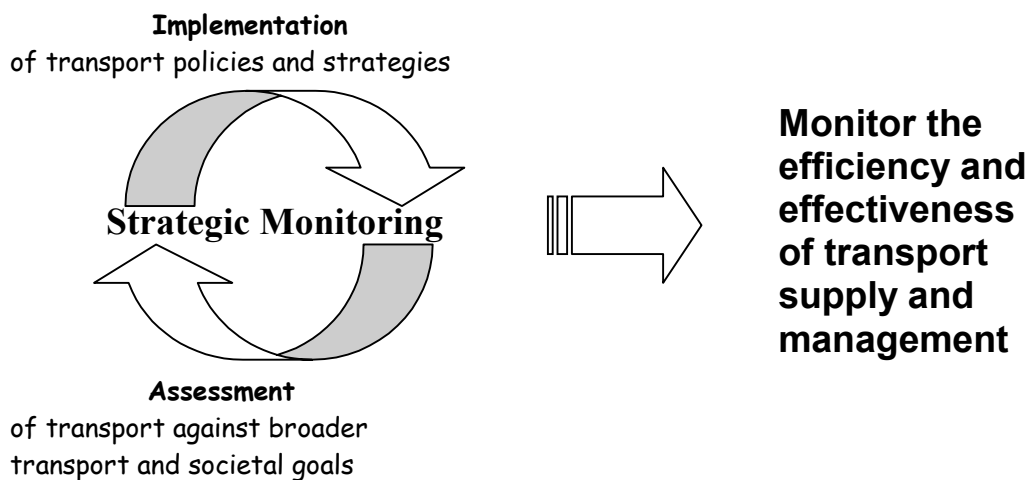 Implementation
of transport policies and strategies
Strategic Monitoring
Assessment
of transport against broader
transport and societal goals
Monitor the
efficiency and
effectiveness
of transport
supply and
management